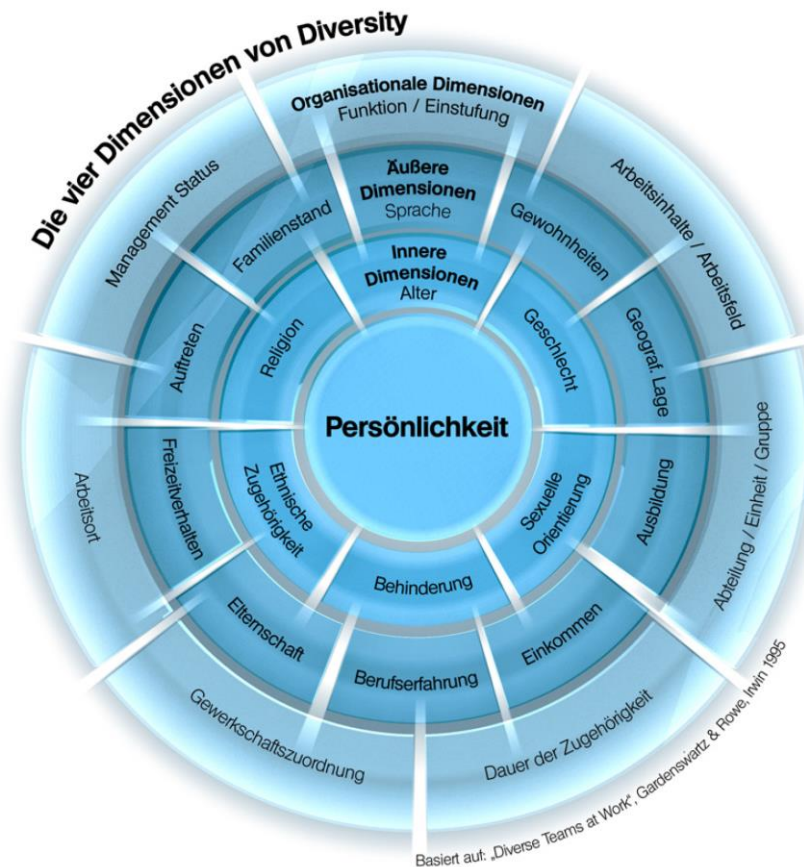 Die vier Dimensionen von Diversity
Organisationale Dimensionen
Funktion / Einstufung
Arbeitsinhalte / Arbeitsfeld
Abteilung / Einheit / Gruppe
Dauer der Zugehörigkeit
Gewerkschaftszuordnung
Arbeitsort
Management Status
Äußere
Dimensionen
Sprache
Gewohnheiten
Geograf. Lage
Ausbildung
Einkommen
Berufserfahrung
Elternschaft
Freizeitverhalten
Auftreten
Familienstand
Innere
Dimensionen
Alter
Geschlecht
Sexuelle
Orientierung
Behinderung
Ethnische
Zugehörigkeit
Religion
Persönlichkeit
Basiert auf: „Diverse Teams at Work“, Gardenswartz & Rowe, Irwin 1995